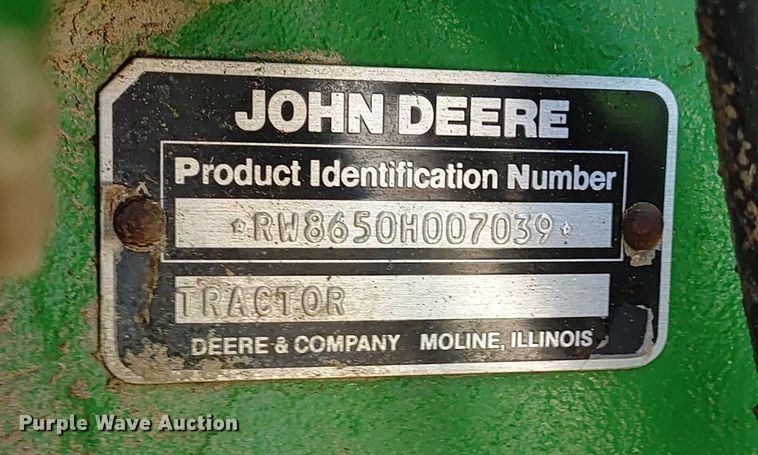 JOHN DEERE
Product Identification Number
*RW8650H007039*
TRACTOR
DEERE & COMPANY MOLINE, ILLINOIS
Purple Wave Auction